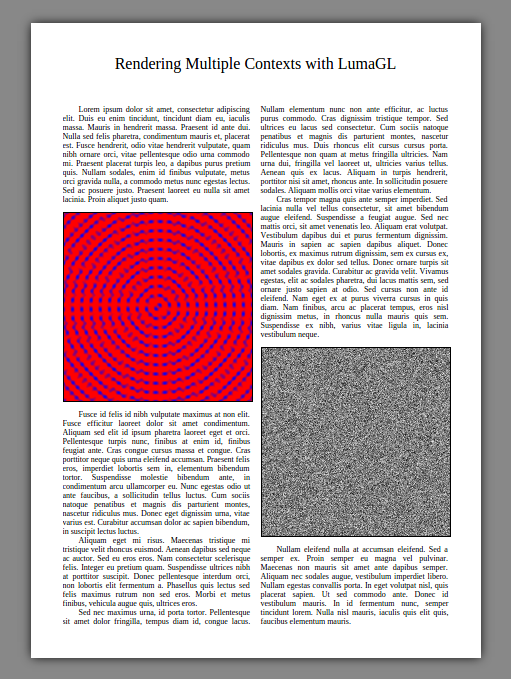 Rendering Multiple Contexts with LumaGL
Lorem ipsum dolor sit amet, consectetur adipiscing
elit. Duis eu enim tincidunt, tincidunt diam eu, iaculis
massa. Mauris in hendrerit massa. Praesent id ante dui.
Nulla sed felis pharetra, condimentum mauris et, placerat
est. Fusce hendrerit, odio vitae hendrerit vulputate, quam
nibh ornare orci, vitae pellentesque odio urna commodo
mi. Praesent placerat turpis leo, a dapibus purus pretium
quis. Nullam sodales, enim id finibus vulputate, metus
orci gravida nulla, a commodo metus nunc egestas lectus.
Sed ac posuere justo. Praesent laoreet eu nulla sit amet
lacinia. Proin aliquet justo quam.
Fusce id felis id nibh vulputate maximus at non elit.
Fusce efficitur laoreet dolor sit amet condimentum.
Aliquam sed elit id ipsum pharetra laoreet eget et orci.
Pellentesque turpis nunc, finibus at enim id, finibus
feugiat ante. Cras congue cursus massa et congue. Cras
porttitor neque quis urna eleifend accumsan. Praesent felis
eros, imperdiet lobortis sem in, elementum bibendum
tortor. Suspendisse molestie bibendum ante, in
condimentum arcu ullamcorper eu. Nunc egestas odio ut
ante faucibus, a sollicitudin tellus luctus. Cum sociis
natoque penatibus et magnis dis parturient montes,
nascetur ridiculus mus. Donec eget dignissim urna, vitae
varius est. Curabitur accumsan dolor ac sapien bibendum,
in suscipit lectus luctus.
Aliquam eget mi risus. Maecenas tristique mi
tristique velit rhoncus euismod. Aenean dapibus sed neque
ac auctor. Sed eu eros eros. Nam consectetur scelerisque
felis. Integer eu pretium quam. Suspendisse ultrices nibh
at porttitor suscipit. Donec pellentesque interdum orci,
non lobortis elit fermentum a. Phasellus quis lectus sed
felis maximus rutrum non sed eros. Morbi et metus
finibus, vehicula augue quis, ultrices eros.
Sed nec maximus urna, id porta tortor. Pellentesque
sit amet dolor fringilla, tempus diam id, congue lacus.
Nullam elementum nunc non ante efficitur, ac luctus
purus commodo. Cras dignissim tristique tempor. Sed
ultrices eu lacus sed consectetur. Cum sociis natoque
penatibus et magnis dis parturient montes, nascetur
ridiculus mus. Duis rhoncus elit cursus cursus porta.
Pellentesque non quam at metus fringilla ultricies. Nam
urna dui, fringilla vel laoreet ut, ultricies varius tellus.
Aenean quis ex lacus. Aliquam in turpis hendrerit,
porttitor nisi sit amet, rhoncus ante. In sollicitudin posuere
sodales. Aliquam mollis orci vitae varius elementum.
Cras tempor magna quis ante semper imperdiet. Sed
lacinia nulla vel tellus consectetur, sit amet bibendum
augue eleifend. Suspendisse a feugiat augue. Sed nec
mattis orci, sit amet venenatis leo. Aliquam erat volutpat.
Vestibulum dapibus dui et purus fermentum dignissim.
Mauris in sapien ac sapien dapibus aliquet. Donec
lobortis, ex maximus rutrum dignissim, sem ex cursus ex,
vitae dapibus ex dolor sed tellus. Donec ornare turpis sit
amet sodales gravida. Curabitur ac gravida velit. Vivamus
egestas, elit ac sodales pharetra, dui lacus mattis sem, sed
ornare justo sapien at odio. Sed cursus non ante id
eleifend. Nam eget ex at purus viverra cursus in quis
diam. Nam finibus, arcu ac placerat tempus, eros nisl
dignissim metus, in rhoncus nulla mauris quis sem.
Suspendisse ex nibh, varius vitae ligula in, lacinia
vestibulum neque.
Nullam eleifend nulla at accumsan eleifend. Sed a
semper ex. Proin semper eu magna vel pulvinar.
Maecenas non mauris sit amet ante dapibus semper.
Aliquam nec sodales augue, vestibulum imperdiet libero.
Nullam egestas convallis porta. In eget volutpat nisl, quis
placerat sapien. Ut sed commodo ante. Donec id
vestibulum mauris. In id fermentum nunc, semper
tincidunt lorem. Nulla nisl mauris, iaculis quis elit quis,
faucibus elementum mauris.